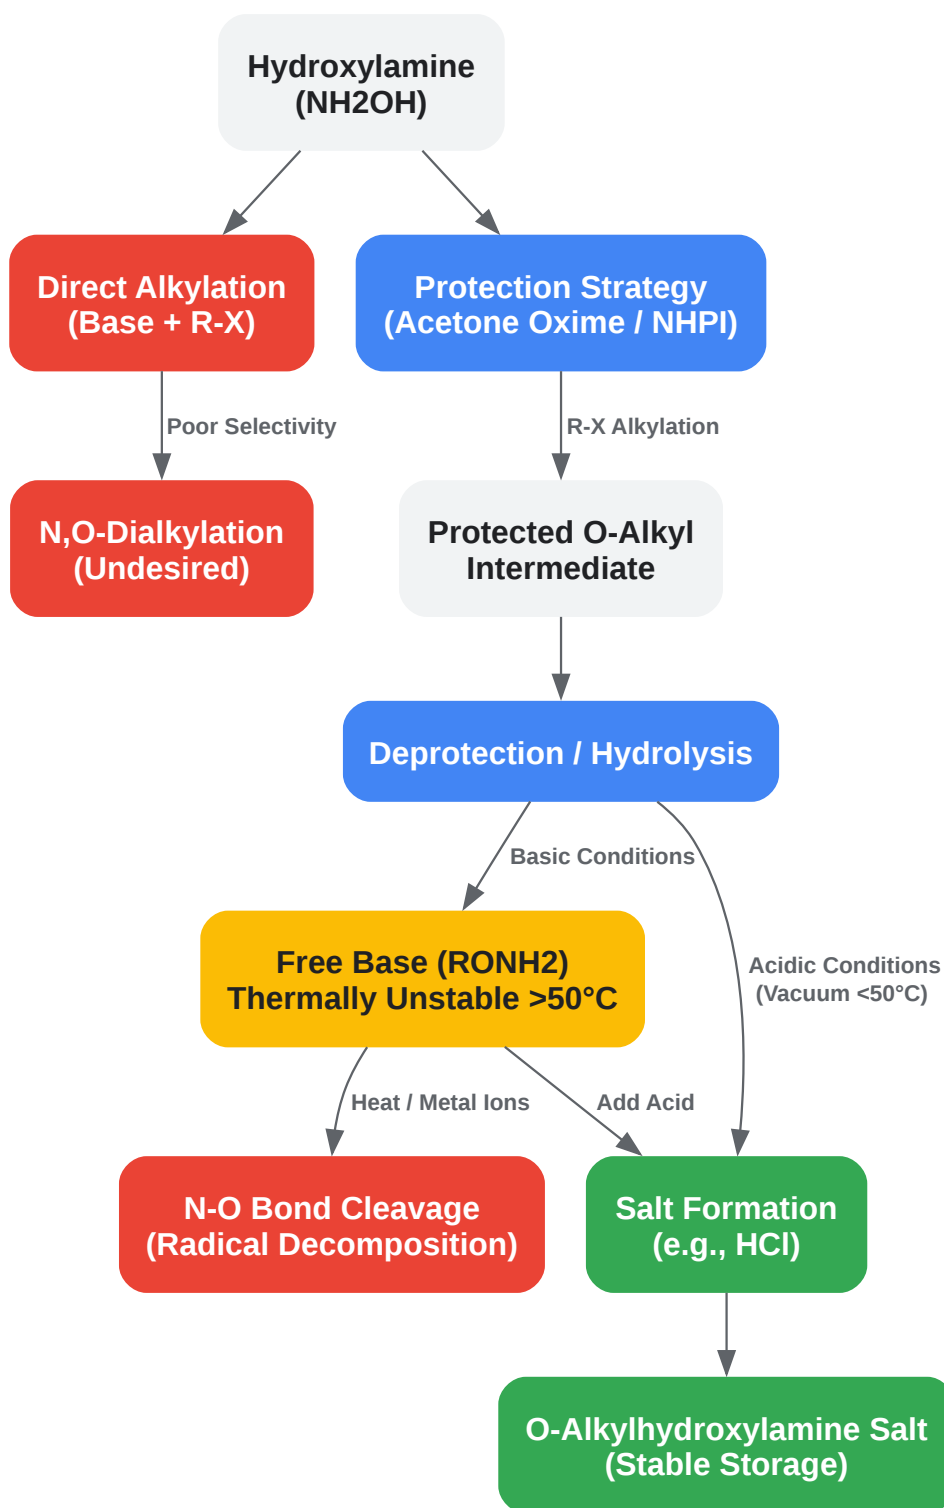 Hydroxylamine
(NH2OH)
Direct Alkylation
(Base + R-X)
Protection Strategy
(Acetone Oxime / NHPI)
Poor Selectivity
R-X Alkylation
N,O-Dialkylation
(Undesired)
Protected O-Alkyl
Intermediate
Deprotection / Hydrolysis
Basic Conditions
Free Base (RONH2)
Thermally Unstable >50°C
Acidic Conditions
(Vacuum <50°C)
Heat / Metal Ions
Add Acid
N-O Bond Cleavage
(Radical Decomposition)
Salt Formation
(e.g., HCl)
O-Alkylhydroxylamine Salt
(Stable Storage)